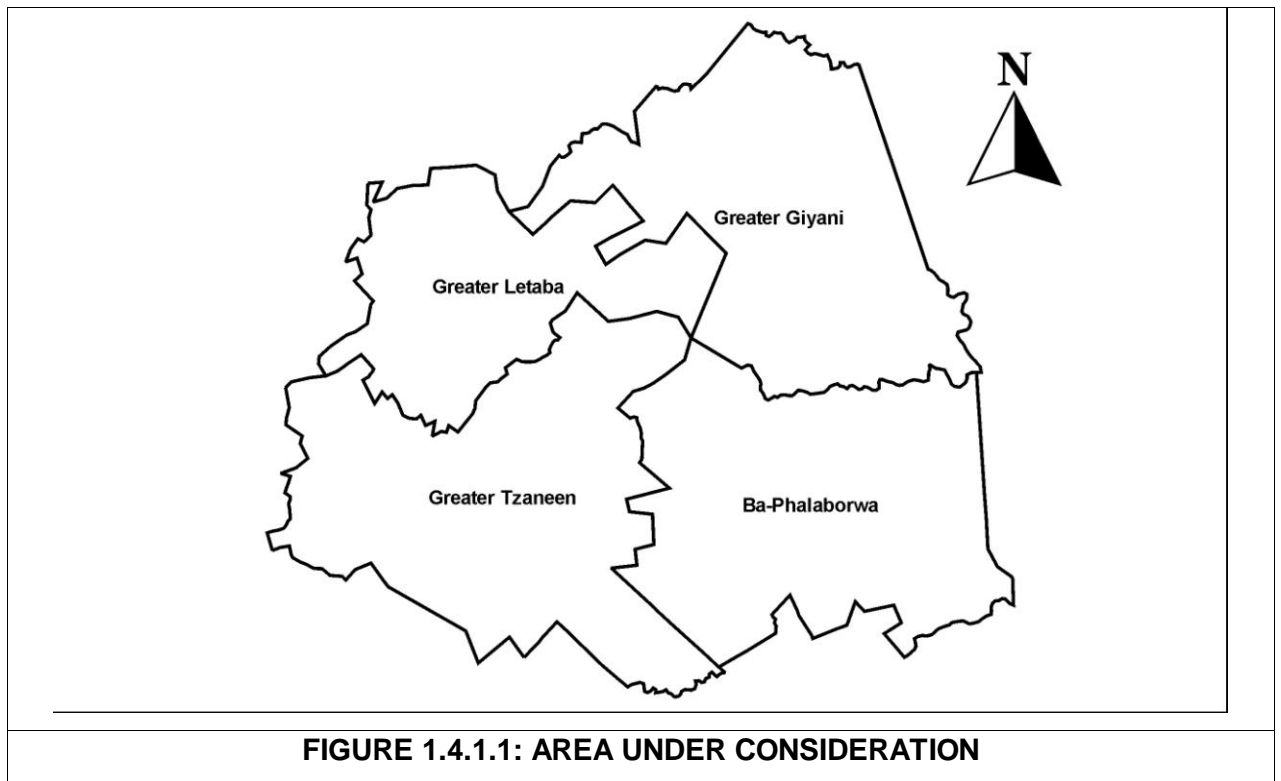 N
Greater Giyani
Greater Letaba
Greater Tzaneen
Ba-Phalaborwa
FIGURE 1.4.1.1: AREA UNDER CONSIDERATION